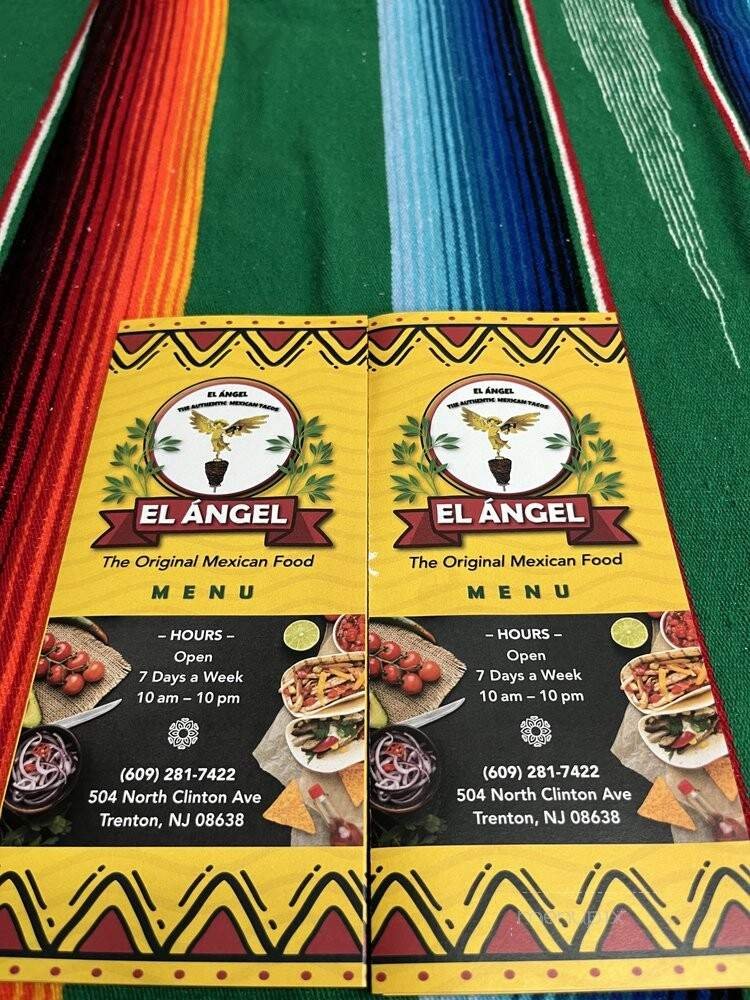 EL ÁNGEL
THE AUTHENTIC MEXICAN TACOS
EL ÁNGEL
The Original Mexican Food
MENU
– HOURS –
Open
7 Days a Week
10 am – 10 pm
(609) 281-7422
504 North Clinton Ave
Trenton, NJ 08638
EL ÁNGEL
THE AUTHENTIC MEXICAN TACOS
EL ÁNGEL
The Original Mexican Food
MENU
– HOURS –
Open
7 Days a Week
10 am – 10 pm
(609) 281-7422
504 North Clinton Ave
Trenton, NJ 08638